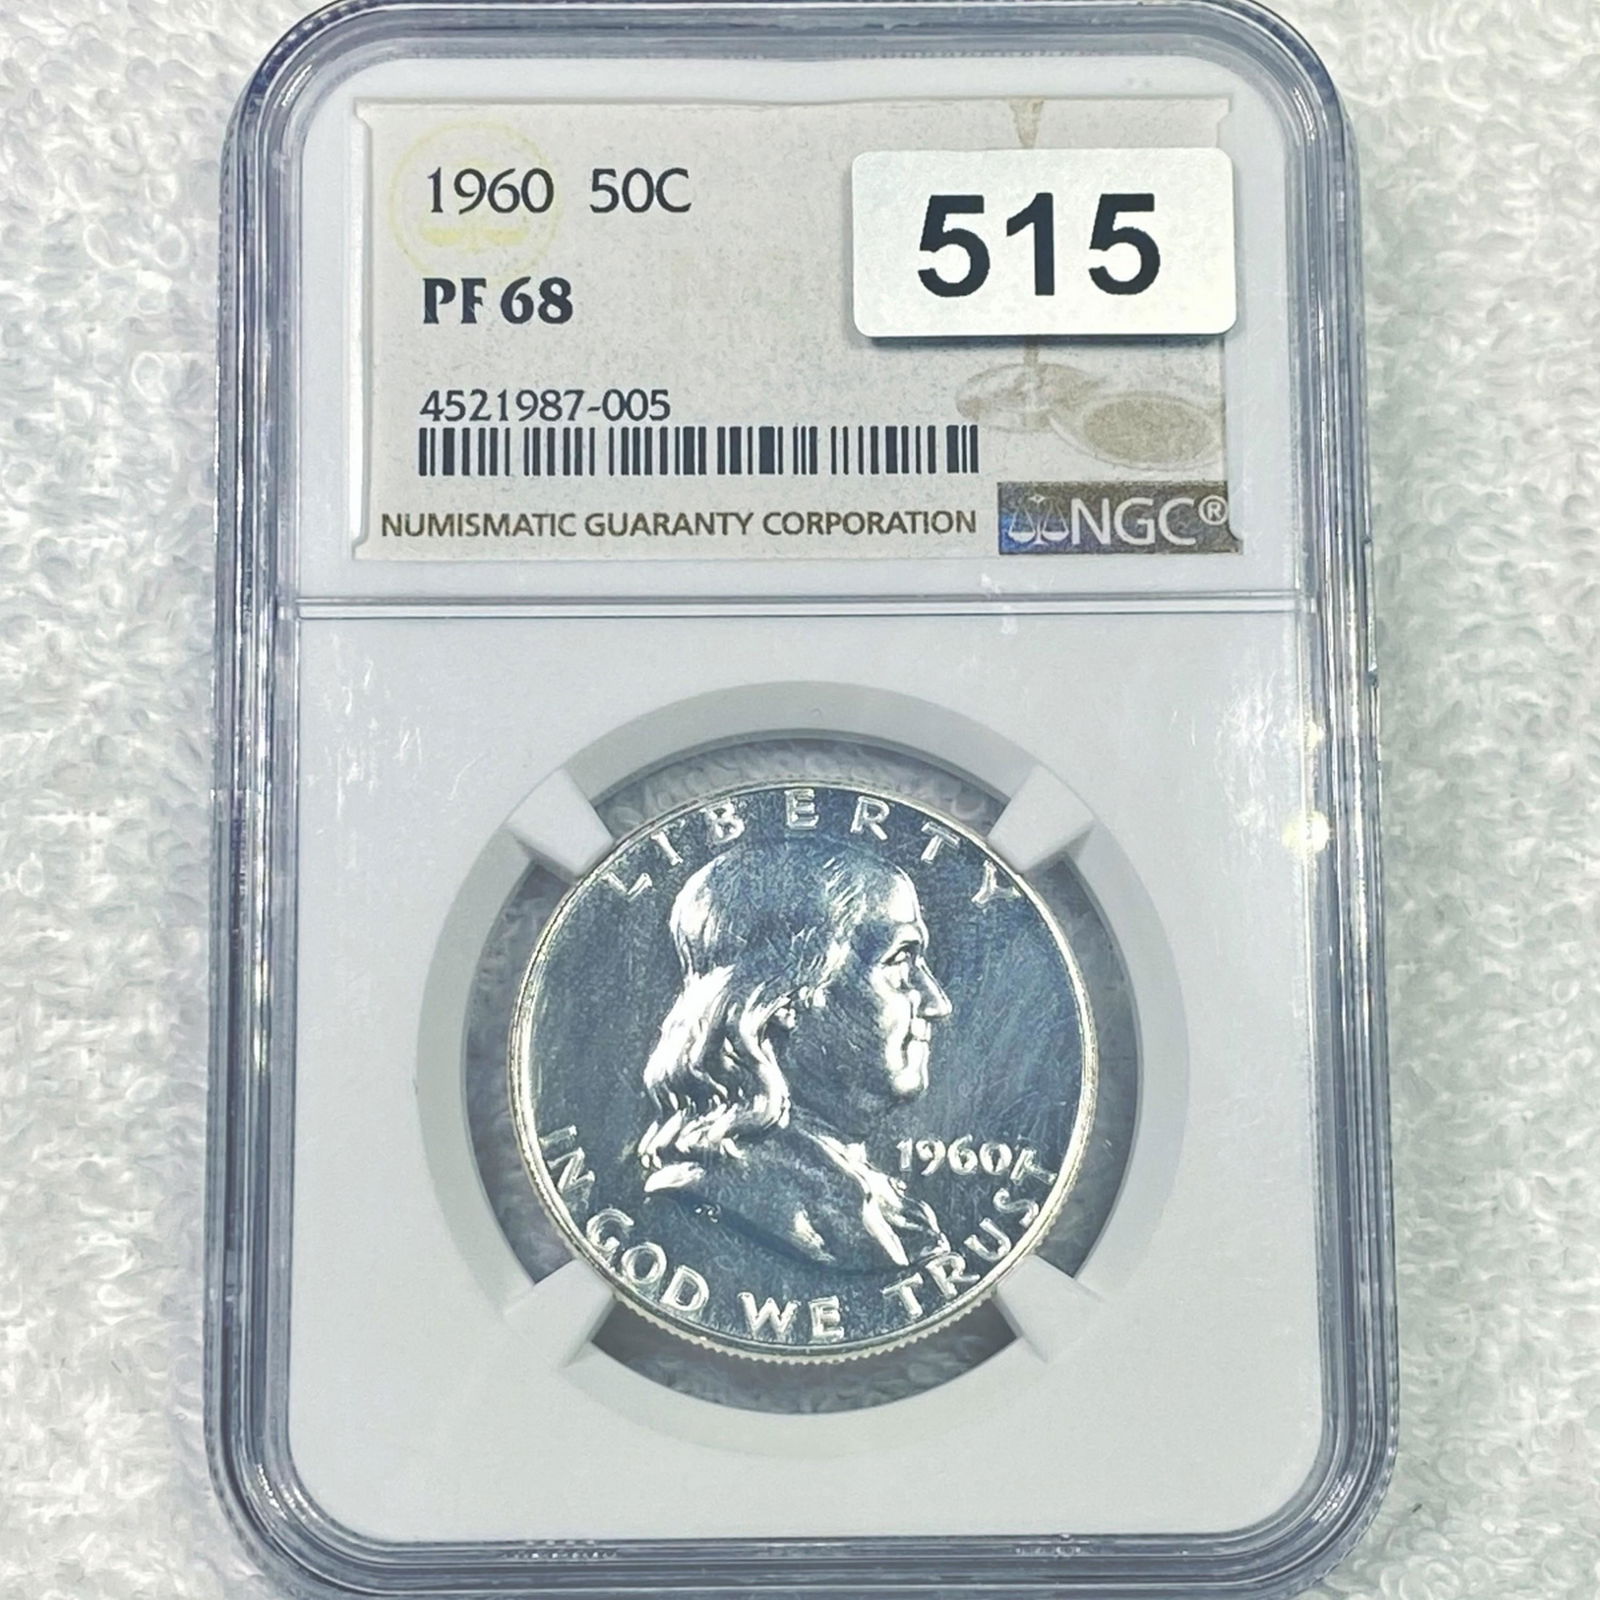 1960 50C
515
PF 68
4521987-005
NUMISMATIC GUARANTY CORPORATION
NGC®
LIBERTY
1960
IN GOD WE TRUST